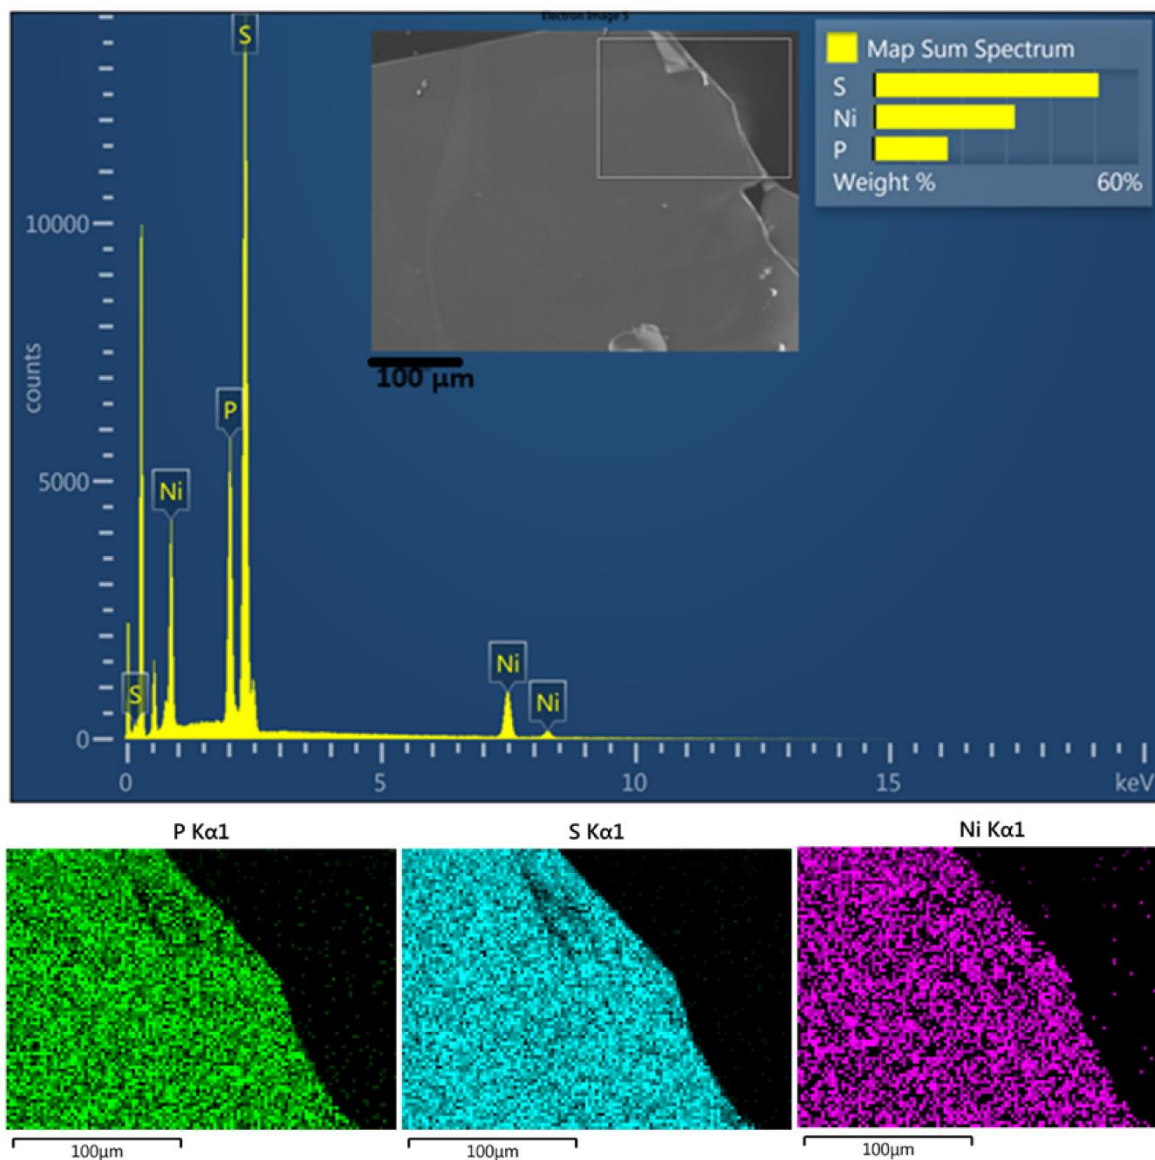 Electron Image 5
S
Map Sum Spectrum
S
Ni
P
Weight % 60%
10000
counts
100 µm
P
5000
Ni
S
Ni
Ni
0
0 5 10 15 keV
P Kα1 S Kα1 Ni Kα1
100µm 100µm 100µm